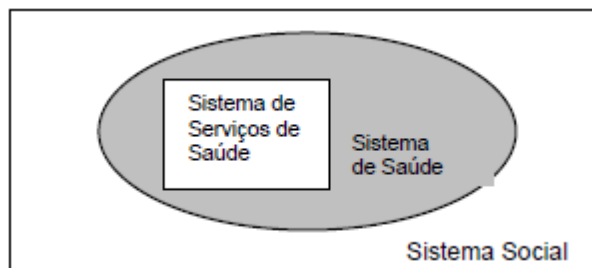 Sistema de
Serviços de
Saúde
Sistema
de Saúde
Sistema Social